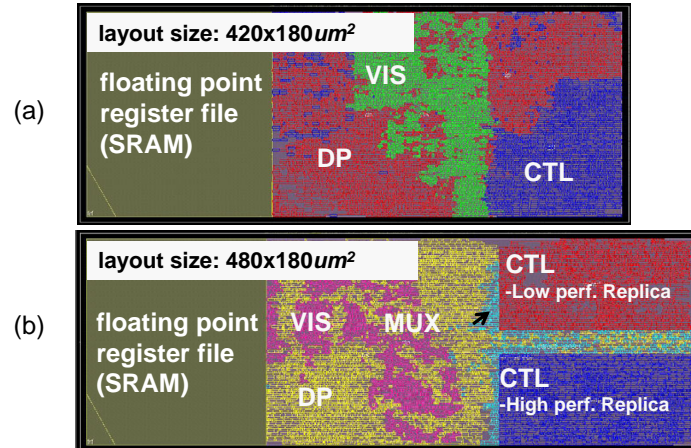 (a)
layout size: 420x180um²
floating point
register file
(SRAM)
VIS
DP
CTL
(b)
layout size: 480x180um²
floating point
register file
(SRAM)
VIS
MUX
DP
CTL
-Low perf. Replica
CTL
-High perf. Replica